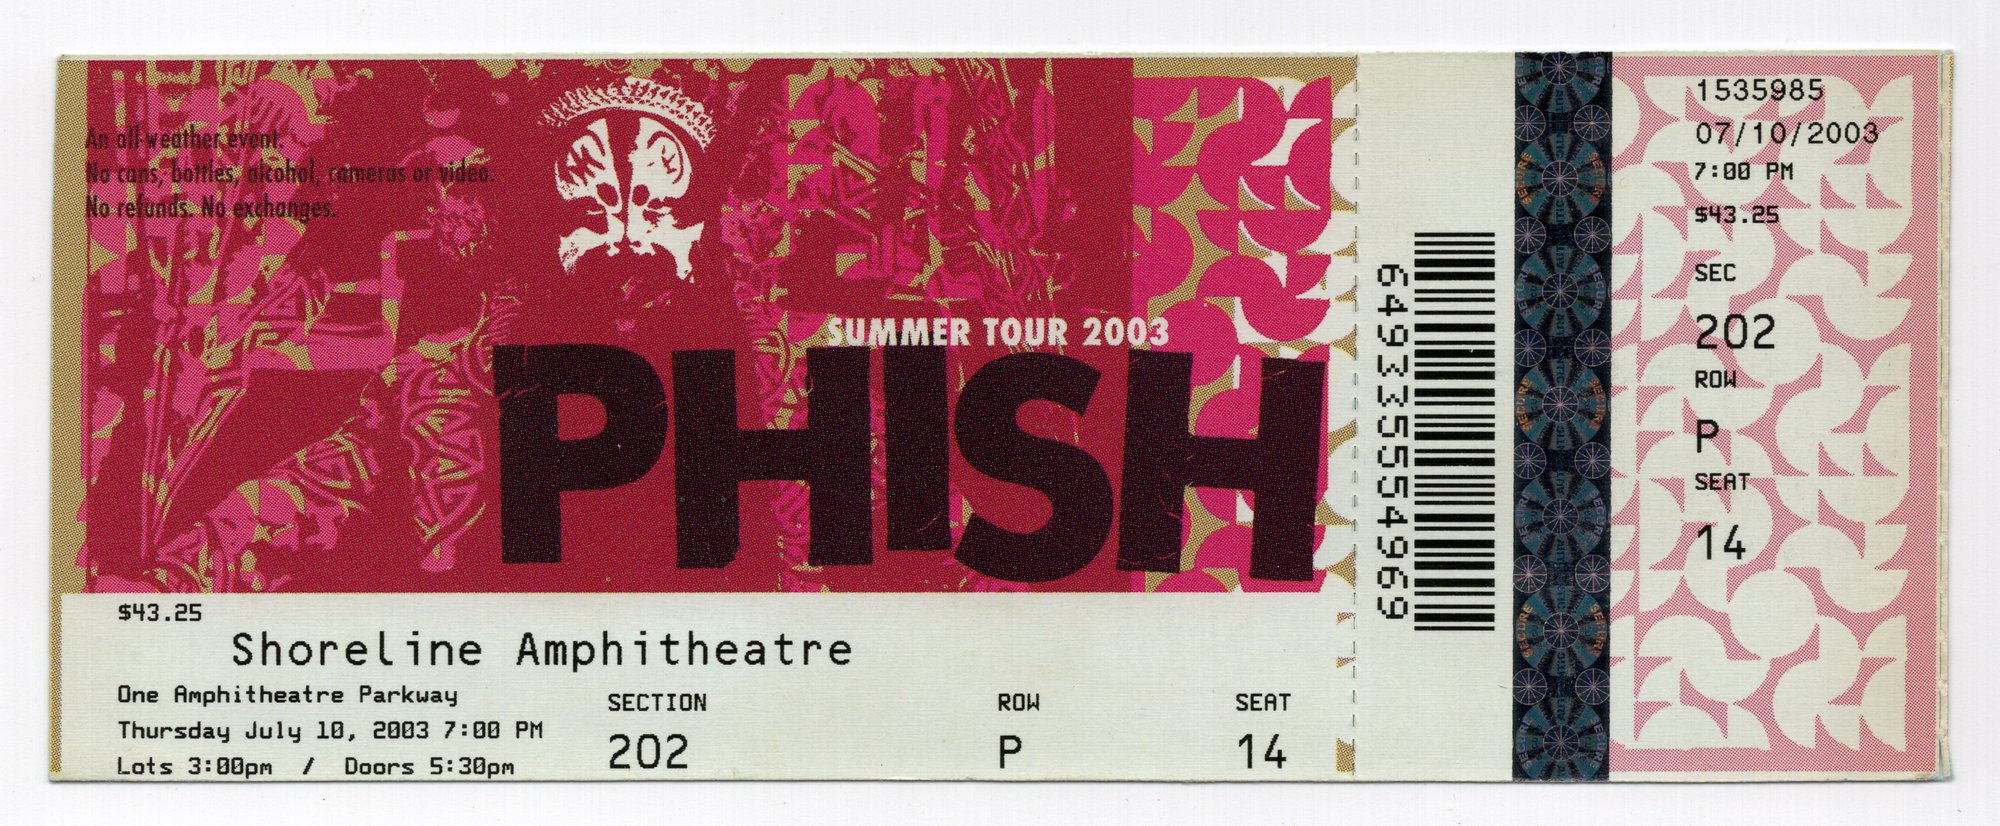 An all-weather event.
No cans, bottles, alcohol, cameras or video.
No refunds. No exchanges.
SUMMER TOUR 2003
PHISH
$43.25
Shoreline Amphitheatre
One Amphitheatre Parkway
Thursday July 10, 2003 7:00 PM
Lots 3:00pm / Doors 5:30pm
SECTION
202
ROW
P
SEAT
14
649335554969
SECURE
1535985
07/10/2003
7:00 PM
$43.25
SEC
202
ROW
P
SEAT
14